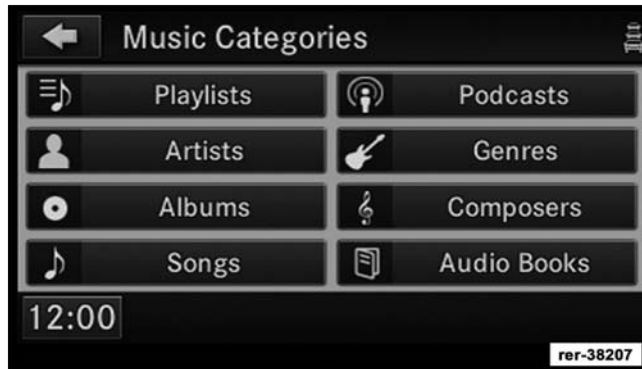 Music Categories
Playlists
Podcasts
Artists
Genres
Albums
Composers
Songs
Audio Books
12:00
rer-38207